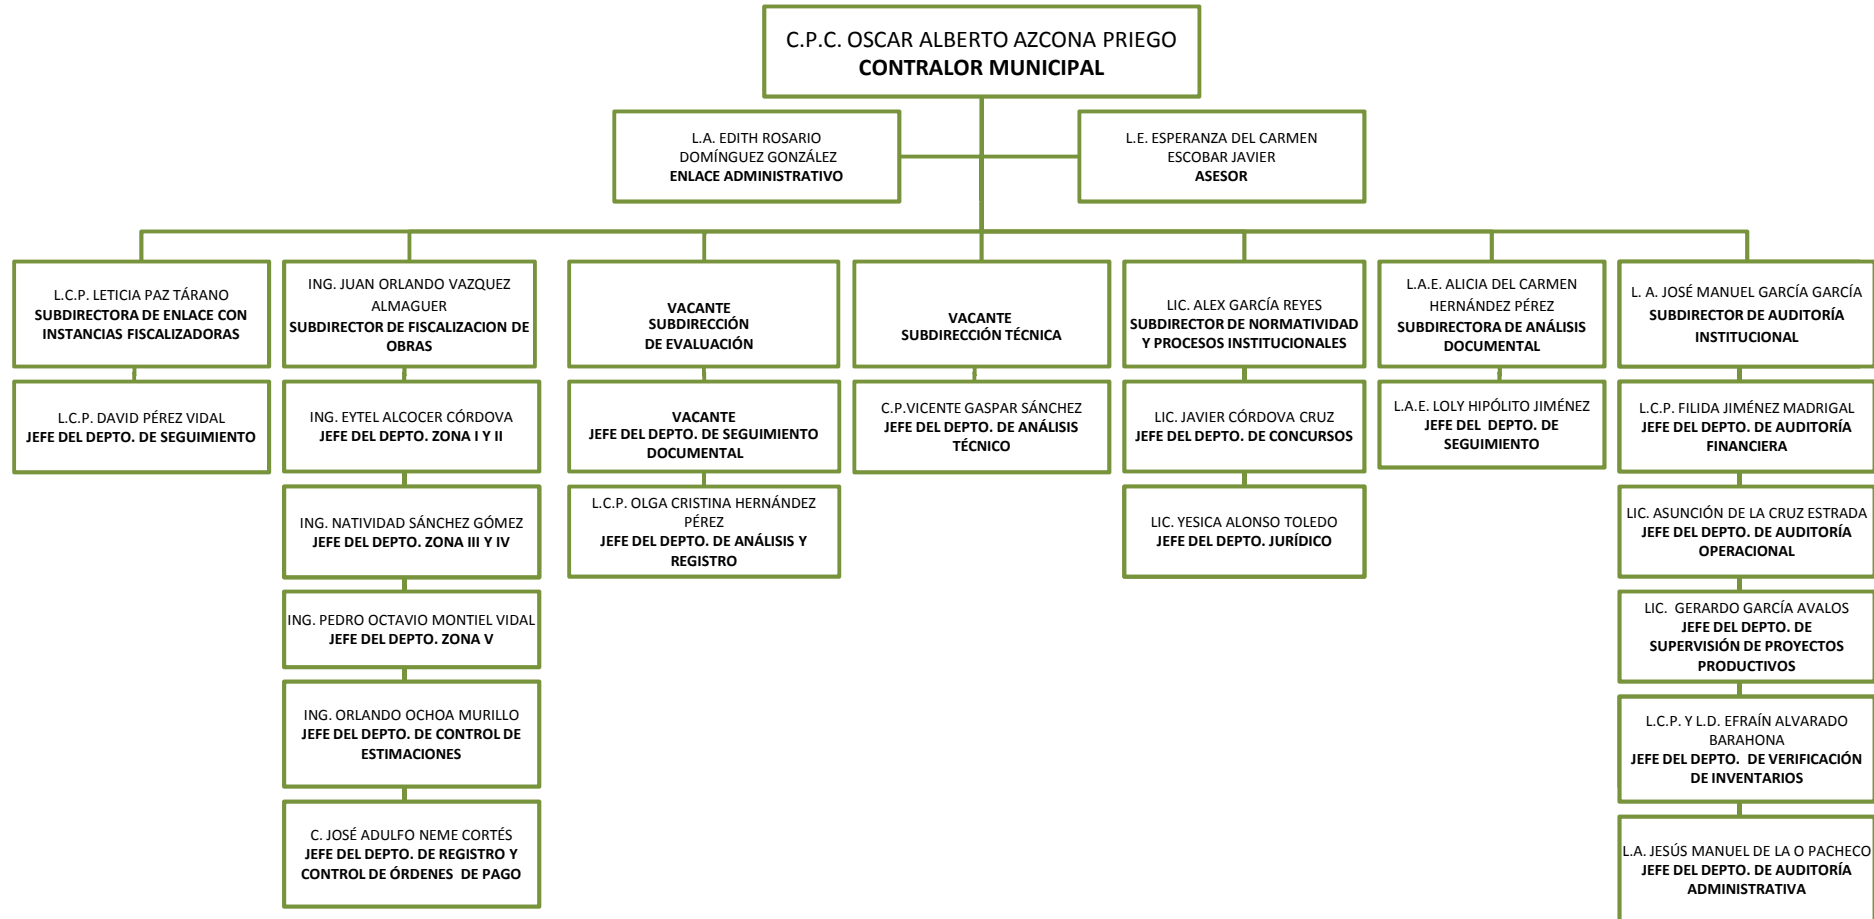 C.P.C. OSCAR ALBERTO AZCONA PRIEGO
CONTRALOR MUNICIPAL
L.A. EDITH ROSARIO
DOMÍNGUEZ GONZÁLEZ
ENLACE ADMINISTRATIVO
L.E. ESPERANZA DEL CARMEN
ESCOBAR JAVIER
ASESOR
L.C.P. LETICIA PAZ TÁRANO
SUBDIRECTORA DE ENLACE CON
INSTANCIAS FISCALIZADORAS
ING. JUAN ORLANDO VAZQUEZ
ALMAGUER
SUBDIRECTOR DE FISCALIZACION DE
OBRAS
VACANTE
SUBDIRECCIÓN
DE EVALUACIÓN
VACANTE
SUBDIRECCIÓN TÉCNICA
LIC. ALEX GARCÍA REYES
SUBDIRECTOR DE NORMATIVIDAD
Y PROCESOS INSTITUCIONALES
L.A.E. ALICIA DEL CARMEN
HERNÁNDEZ PÉREZ
SUBDIRECTORA DE ANÁLISIS
DOCUMENTAL
L. A. JOSÉ MANUEL GARCÍA GARCÍA
SUBDIRECTOR DE AUDITORÍA
INSTITUCIONAL
L.C.P. DAVID PÉREZ VIDAL
JEFE DEL DEPTO. DE SEGUIMIENTO
ING. EYTEL ALCOCER CÓRDOVA
JEFE DEL DEPTO. ZONA I Y II
VACANTE
JEFE DEL DEPTO. DE SEGUIMIENTO
DOCUMENTAL
C.P.VICENTE GASPAR SÁNCHEZ
JEFE DEL DEPTO. DE ANÁLISIS
TÉCNICO
LIC. JAVIER CÓRDOVA CRUZ
JEFE DEL DEPTO. DE CONCURSOS
L.A.E. LOLY HIPÓLITO JIMÉNEZ
JEFE DEL DEPTO. DE
SEGUIMIENTO
L.C.P. FILIDA JIMÉNEZ MADRIGAL
JEFE DEL DEPTO. DE AUDITORÍA
FINANCIERA
ING. NATIVIDAD SÁNCHEZ GÓMEZ
JEFE DEL DEPTO. ZONA III Y IV
L.C.P. OLGA CRISTINA HERNÁNDEZ
PÉREZ
JEFE DEL DEPTO. DE ANÁLISIS Y
REGISTRO
LIC. YESICA ALONSO TOLEDO
JEFE DEL DEPTO. JURÍDICO
LIC. ASUNCIÓN DE LA CRUZ ESTRADA
JEFE DEL DEPTO. DE AUDITORÍA
OPERACIONAL
ING. PEDRO OCTAVIO MONTIEL VIDAL
JEFE DEL DEPTO. ZONA V
LIC. GERARDO GARCÍA AVALOS
JEFE DEL DEPTO. DE
SUPERVISIÓN DE PROYECTOS
PRODUCTIVOS
ING. ORLANDO OCHOA MURILLO
JEFE DEL DEPTO. DE CONTROL DE
ESTIMACIONES
L.C.P. Y L.D. EFRAÍN ALVARADO
BARAHONA
JEFE DEL DEPTO. DE VERIFICACIÓN
DE INVENTARIOS
C. JOSÉ ADULFO NEME CORTÉS
JEFE DEL DEPTO. DE REGISTRO Y
CONTROL DE ÓRDENES DE PAGO
L.A. JESÚS MANUEL DE LA O PACHECO
JEFE DEL DEPTO. DE AUDITORÍA
ADMINISTRATIVA